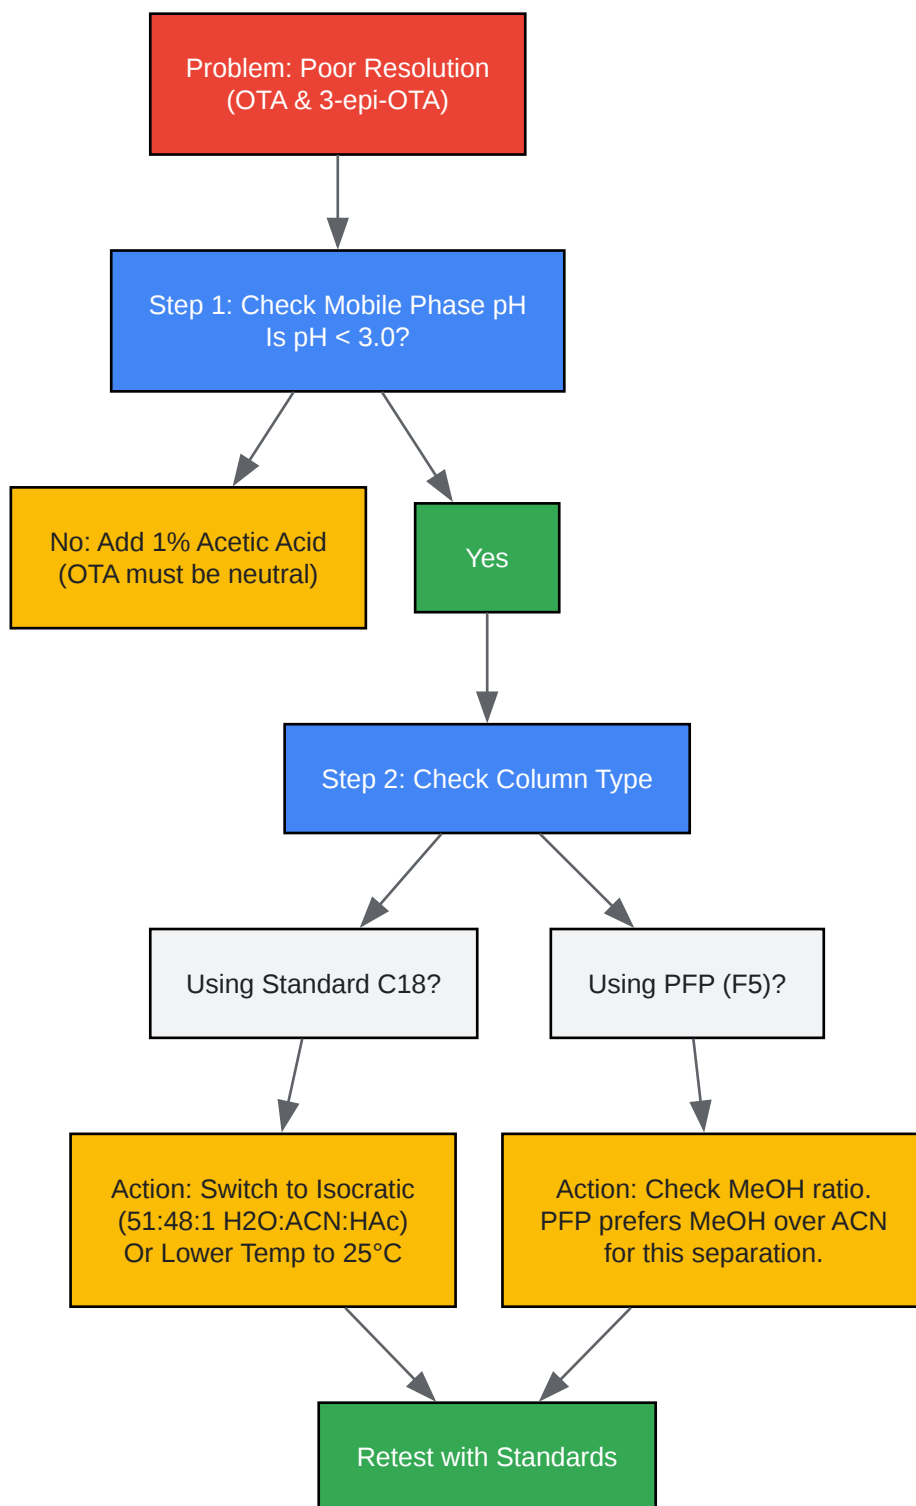 Problem: Poor Resolution
(OTA & 3-epi-OTA)
Step 1: Check Mobile Phase pH
Is pH < 3.0?
No: Add 1% Acetic Acid
(OTA must be neutral)
Yes
Step 2: Check Column Type
Using Standard C18?
Using PFP (F5)?
Action: Switch to Isocratic
(51:48:1 H2O:ACN:HAc)
Or Lower Temp to 25°C
Action: Check MeOH ratio.
PFP prefers MeOH over ACN
for this separation.
Retest with Standards